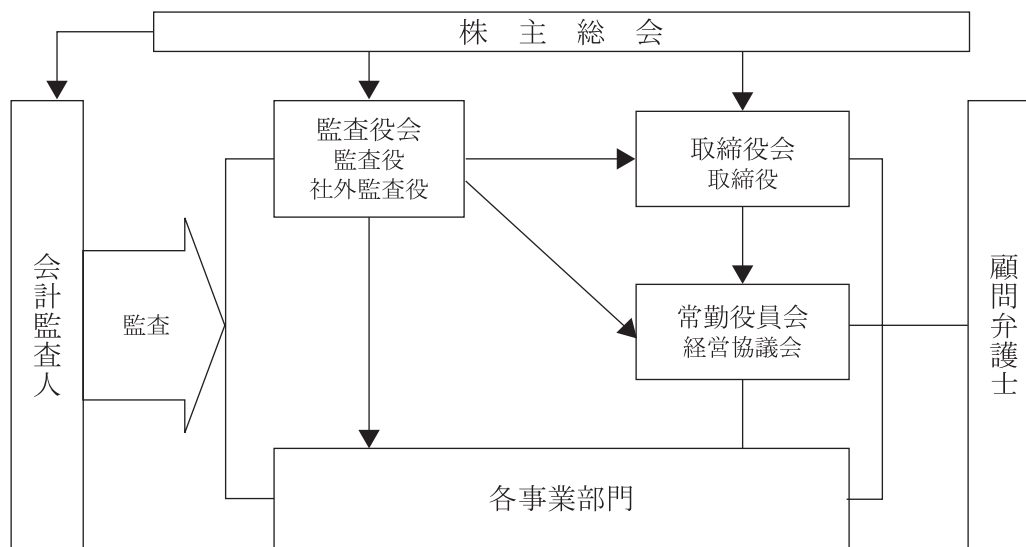 株主総会
監査役会
監査役
社外監査役
取締役会
取締役
会計監査人
監査
常勤役員会
経営協議会
顧問弁護士
各事業部門